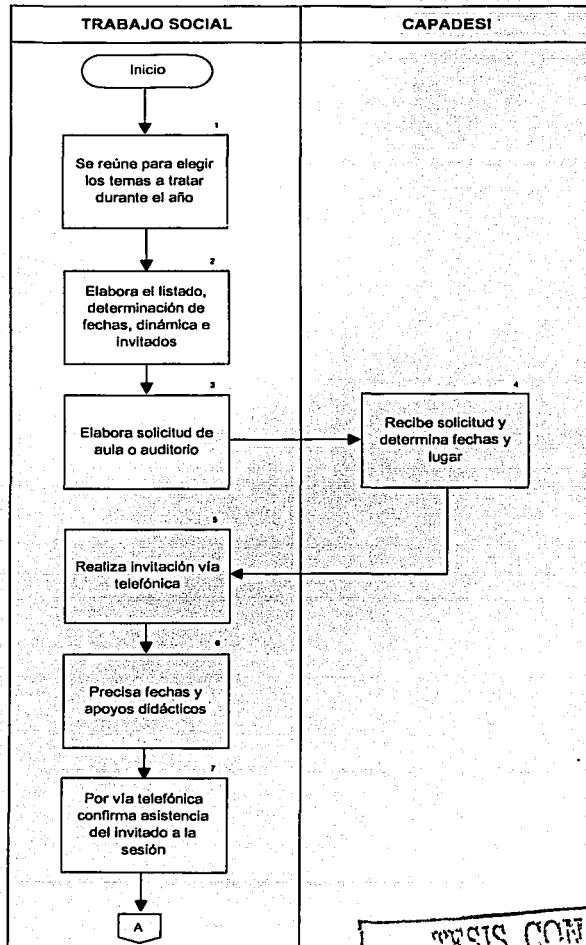 TRABAJO SOCIAL
CAPADESI
Inicio
1
Se reúne para elegir
los temas a tratar
durante el año
2
Elabora el listado,
determinación de
fechas, dinámica e
invitados
3
Elabora solicitud de
aula o auditorio
4
Recibe solicitud y
determina fechas y
lugar
5
Realiza invitación vía
telefónica
6
Precisa fechas y
apoyos didácticos
7
Por vía telefónica
confirma asistencia
del invitado a la
sesión
A